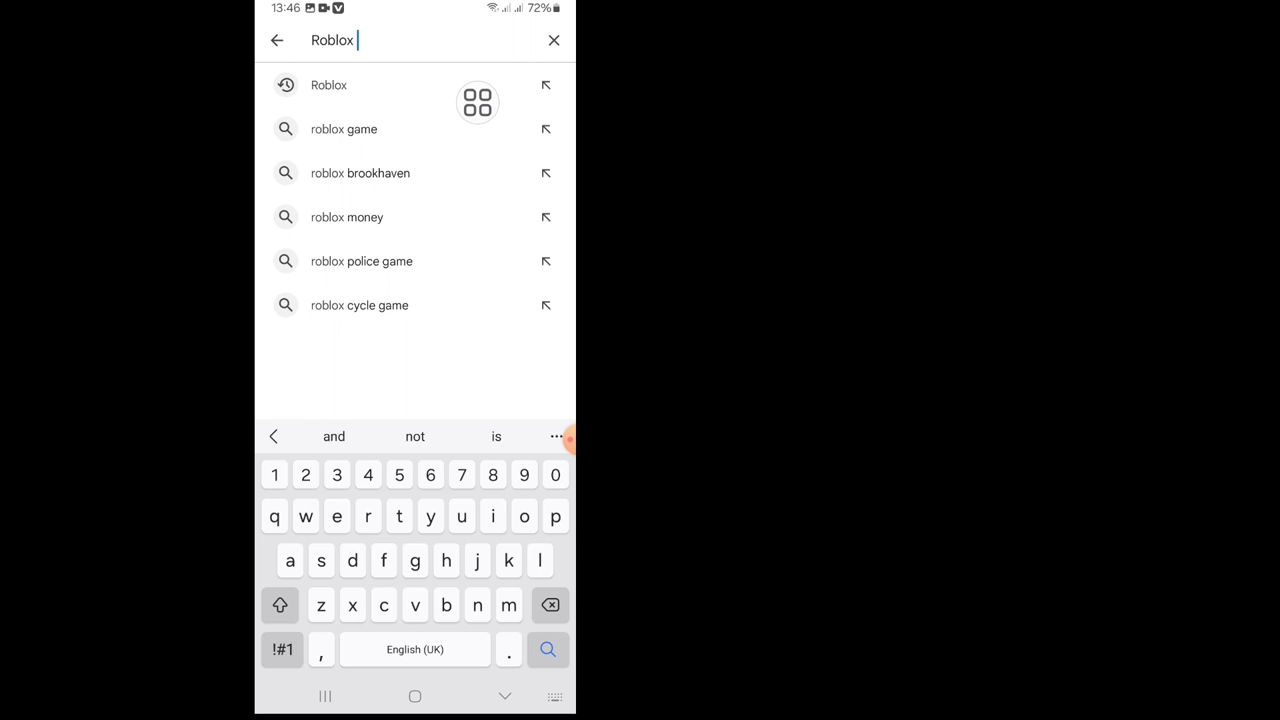 13:46 72%
Roblox
Roblox
roblox game
roblox brookhaven
roblox money
roblox police game
roblox cycle game
and not is
1 2 3 4 5 6 7 8 9 0
q w e r t y u i o p
a s d f g h j k l
z x c v b n m
!#1 , English (UK) .